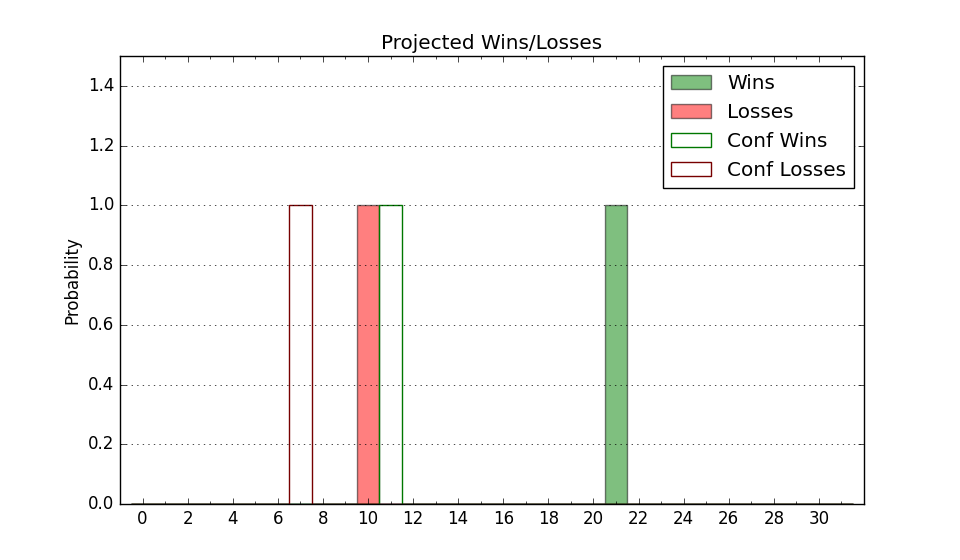 Projected Wins/Losses
1.4
1.2
1.0
0.8
0.6
0.4
0.2
0.0
Probability
Wins
Losses
Conf Wins
Conf Losses
0 2 4 6 8 10 12 14 16 18 20 22 24 26 28 30